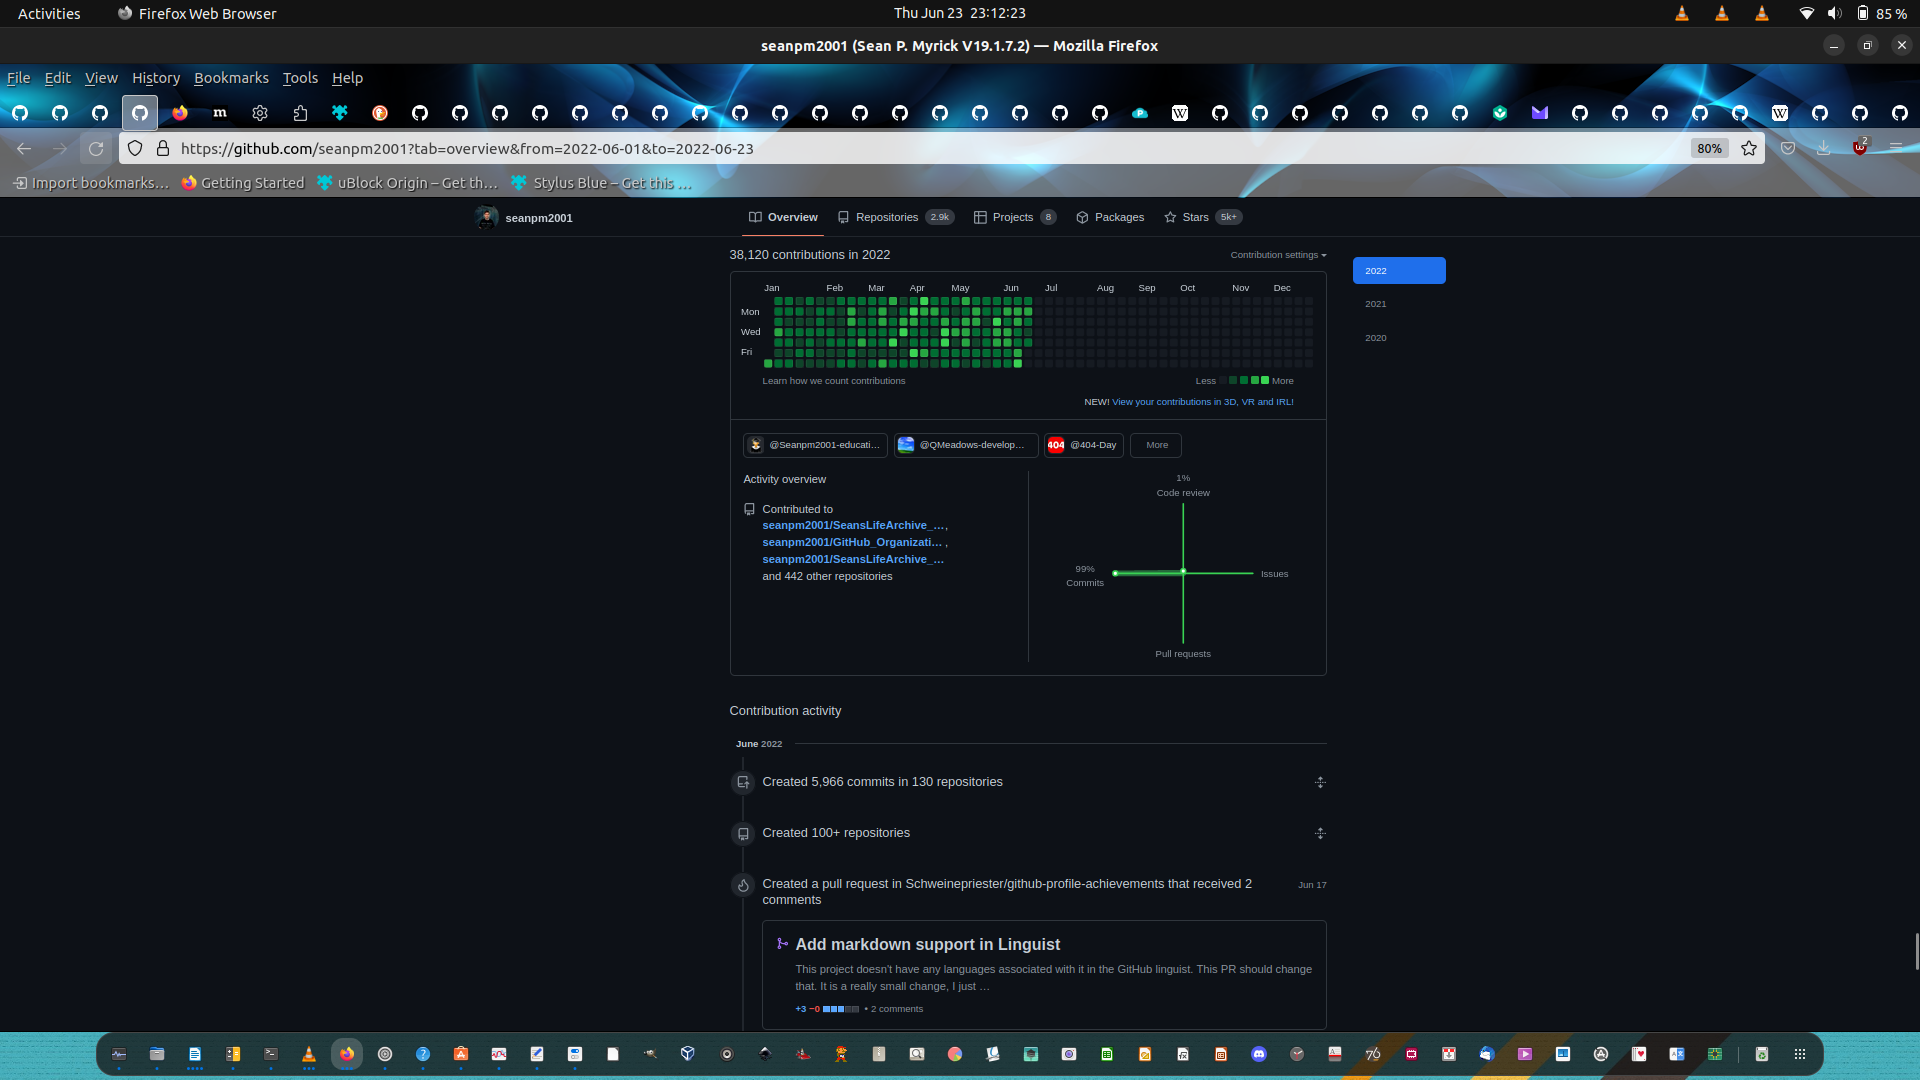 Activities
Firefox Web Browser
Thu Jun 23 23:12:23
85 %
seanpm2001 (Sean P. Myrick V19.1.7.2) — Mozilla Firefox
File Edit View History Bookmarks Tools Help
https://github.com/seanpm2001?tab=overview&from=2022-06-01&to=2022-06-23
80%
2
Import bookmarks…
Getting Started
uBlock Origin – Get th…
Stylus Blue – Get this …
seanpm2001
Overview
Repositories 2.9k
Projects 8
Packages
Stars 5k+
38,120 contributions in 2022
Contribution settings
2022
2021
2020
Jan Feb Mar Apr May Jun Jul Aug Sep Oct Nov Dec
Mon
Wed
Fri
Learn how we count contributions
Less More
NEW! View your contributions in 3D, VR and IRL!
@Seanpm2001-educati…
@QMeadows-develop…
404 @404-Day
More
Activity overview
Contributed to
seanpm2001/SeansLifeArchive_…,
seanpm2001/GitHub_Organizati… ,
seanpm2001/SeansLifeArchive_…
and 442 other repositories
1%
Code review
99%
Commits
Issues
Pull requests
Contribution activity
June 2022
Created 5,966 commits in 130 repositories
Created 100+ repositories
Created a pull request in Schweinepriester/github-profile-achievements that received 2
comments
Jun 17
Add markdown support in Linguist
This project doesn't have any languages associated with it in the GitHub linguist. This PR should change
that. It is a really small change, I just …
+3 −0 • 2 comments